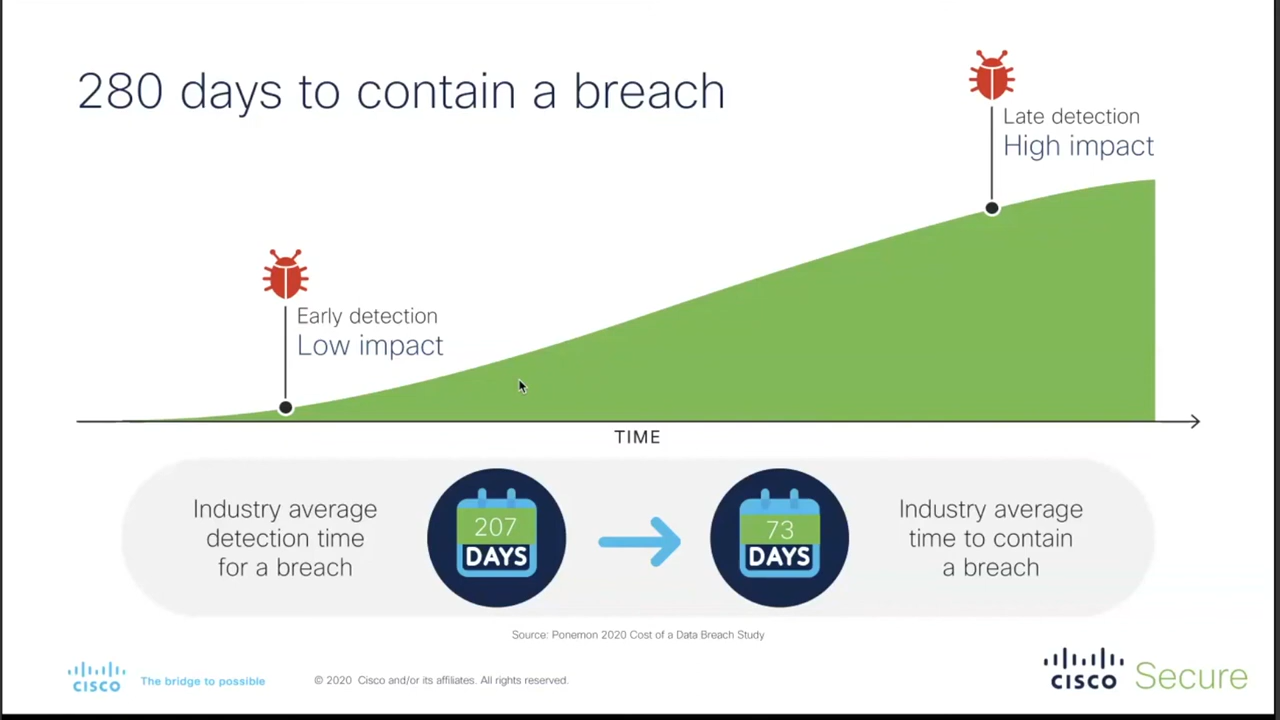 280 days to contain a breach
Late detection
High impact
Early detection
Low impact
TIME
Industry average
detection time
for a breach
207
DAYS
73
DAYS
Industry average
time to contain
a breach
Source: Ponemon 2020 Cost of a Data Breach Study
CISCO
The bridge to possible
© 2020 Cisco and/or its affiliates. All rights reserved.
CISCO Secure